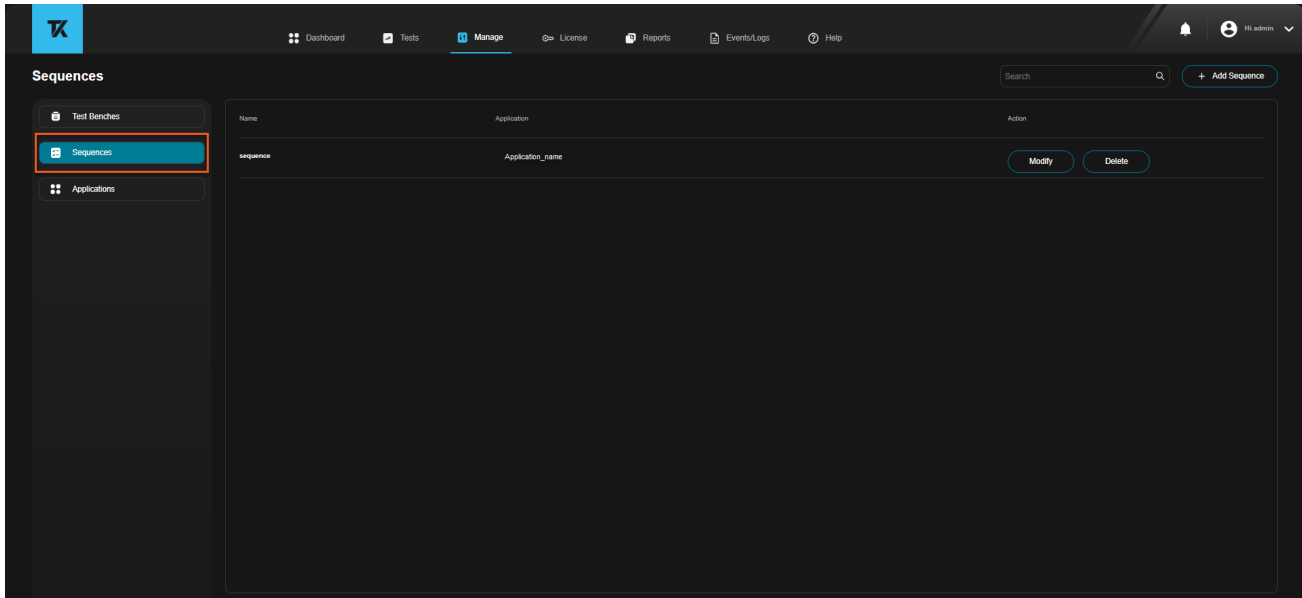 TK
Dashboard Tests Manage License Reports Events/Logs Help Hi admin
Sequences Search + Add Sequence
Test Benches
Sequences
Applications
Name Application Action
sequence Application_name Modify Delete